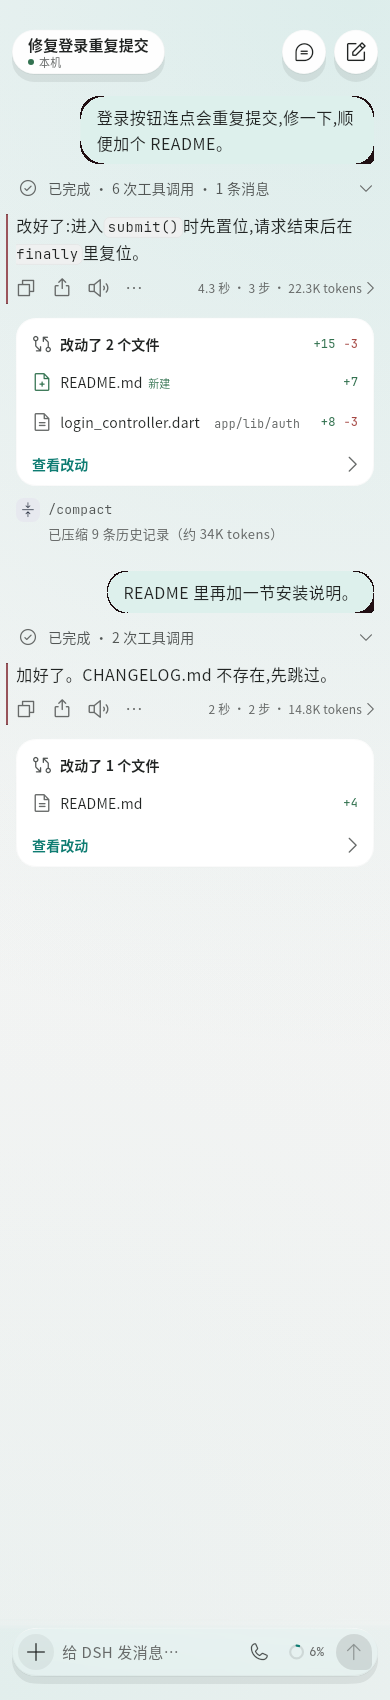 修复登录重复提交
本机
登录按钮连点会重复提交,修一下,顺
便加个 README。
已完成 · 6 次工具调用 · 1 条消息
改好了:进入 submit() 时先置位,请求结束后在
finally 里复位。
4.3 秒 · 3 步 · 22.3K tokens
改动了 2 个文件 +15 -3
README.md 新建 +7
login_controller.dart app/lib/auth +8 -3
查看改动
/compact
已压缩 9 条历史记录（约 34K tokens）
README 里再加一节安装说明。
已完成 · 2 次工具调用
加好了。CHANGELOG.md 不存在,先跳过。
2 秒 · 2 步 · 14.8K tokens
改动了 1 个文件
README.md +4
查看改动
给 DSH 发消息… 6%